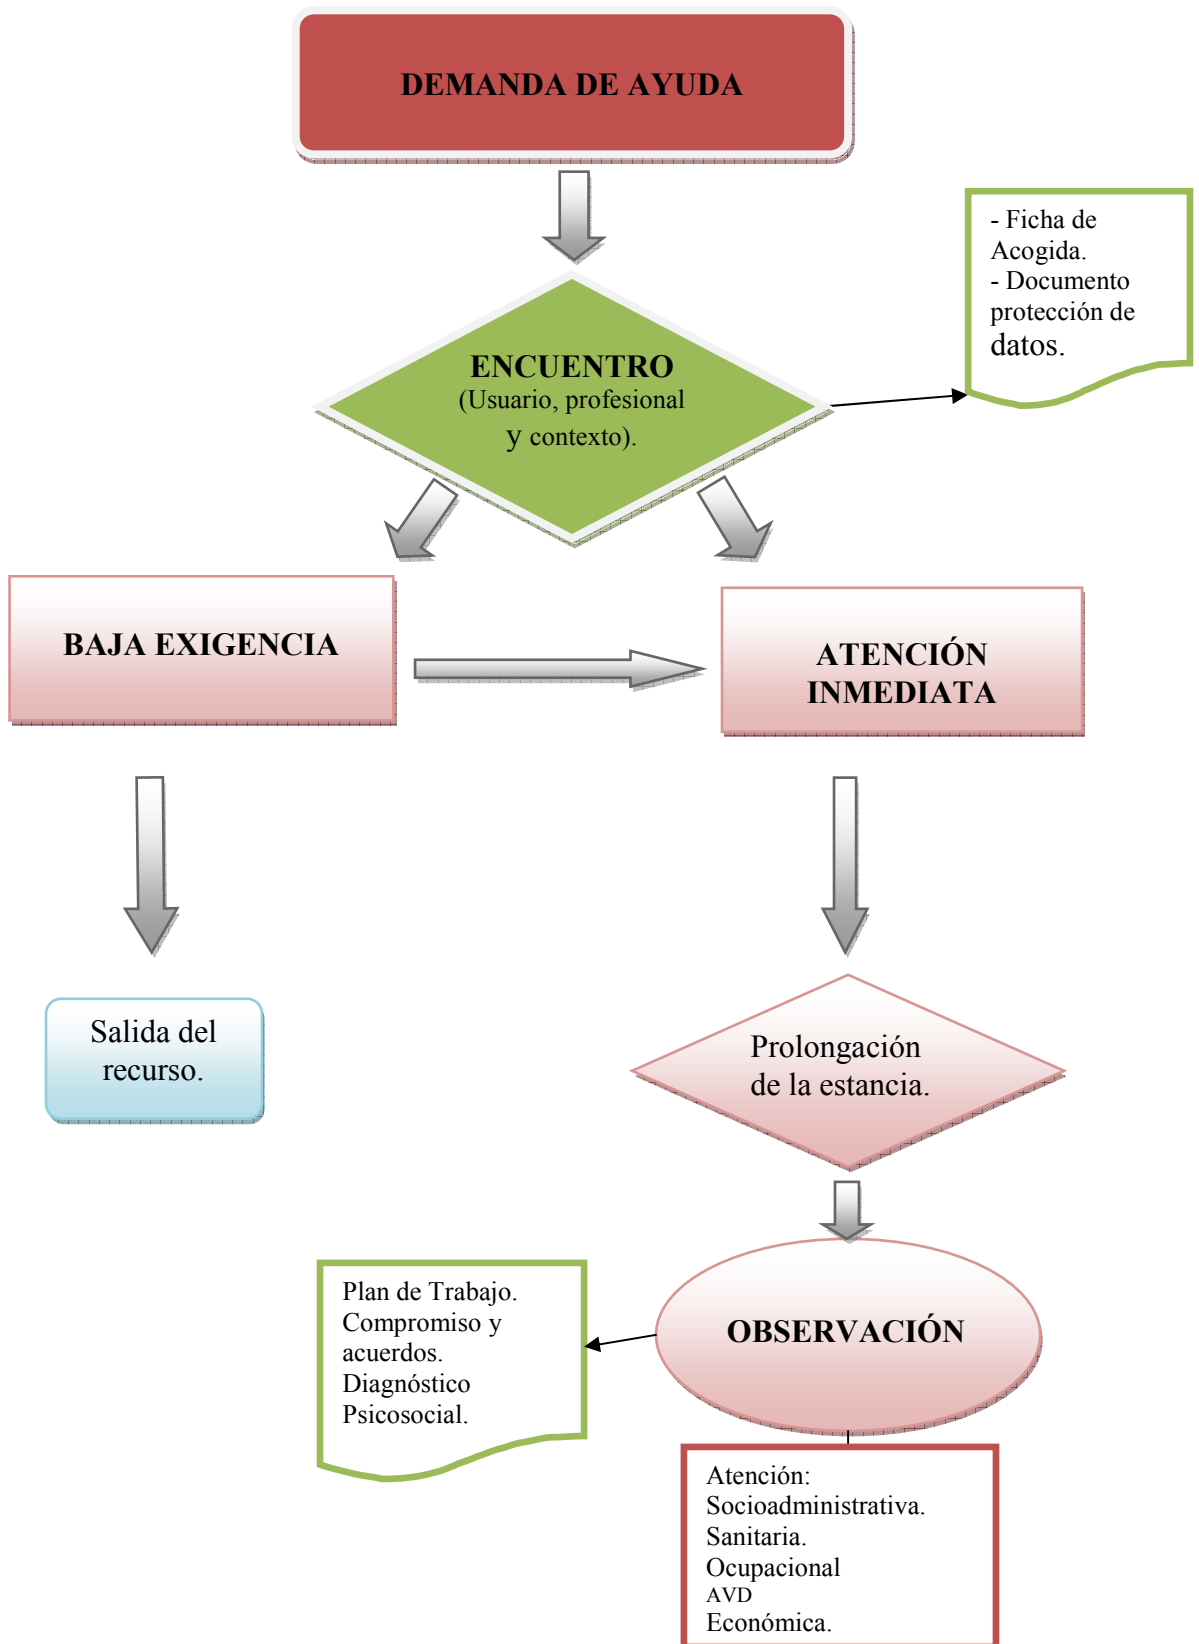 DEMANDA DE AYUDA
- Ficha de
Acogida.
- Documento
protección de
datos.
ENCUENTRO
(Usuario, profesional
y contexto).
BAJA EXIGENCIA
ATENCIÓN
INMEDIATA
Salida del
recurso.
Prolongación
de la estancia.
Plan de Trabajo.
Compromiso y
acuerdos.
Diagnóstico
Psicosocial.
OBSERVACIÓN
Atención:
Socioadministrativa.
Sanitaria.
Ocupacional
AVD
Económica.